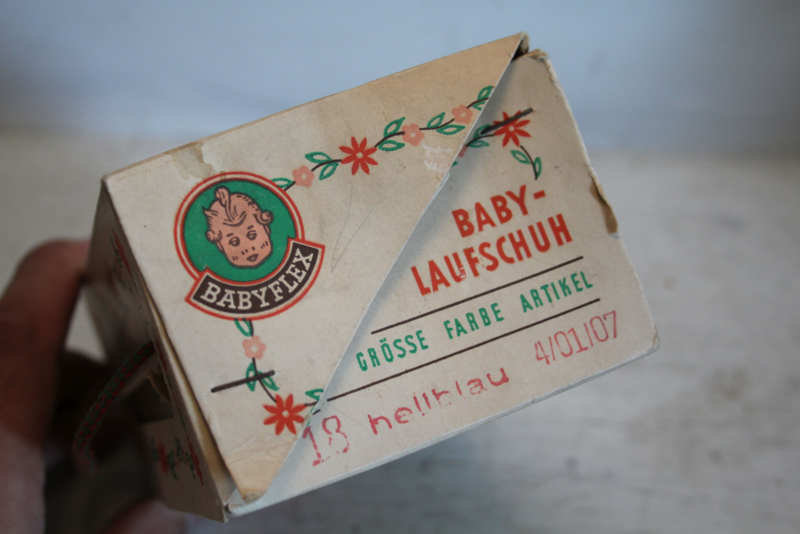 BABYFLEX
BABY-
LAUFSCHUH
GRÖSSE FARBE ARTIKEL
18 hellblau 4/01/07